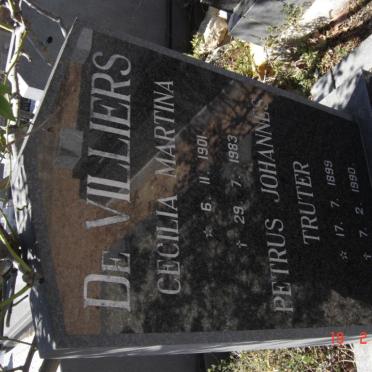 DE VILLIERS
CECILIA MARTINA
☆ 6. 11. 1901
† 29. 7. 1983
PETRUS JOHANNES
TRUTER
☆ 17. 7. 1899
† 7. 2. 1990